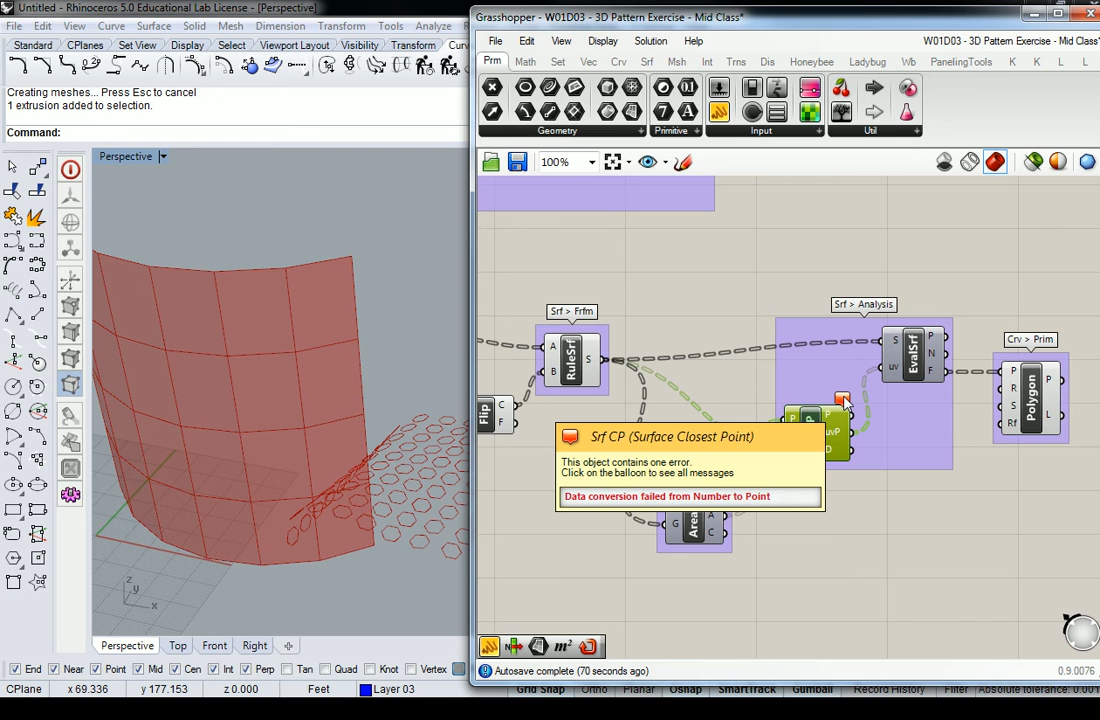 Untitled - Rhinoceros 5.0 Educational Lab License - [Perspective]
File Edit View Curve Surface Solid Mesh Dimension Transform Tools Analyze
Standard CPlanes Set View Display Select Viewport Layout Visibility Transform
Creating meshes... Press Esc to cancel
1 extrusion added to selection.
Command:
Perspective
z
y
x
Perspective Top Front Right
End Near Point Mid Cen Int Perp Tan Quad Knot Vertex
CPlane x 69.336 y 177.153 z 0.000 Feet Layer 03
Grid Snap Ortho Planar Osnap SmartTrack Gumball Record History Filter Absolute tolerance: 0.001
Grasshopper - W01D03 - 3D Pattern Exercise - Mid Class*
File Edit View Display Solution Help W01D03 - 3D Pattern Exercise - Mid Class*
Prm Math Set Vec Crv Srf Msh Int Trns Dis Honeybee Ladybug Wb PanelingTools K K L L
Geometry Primitive Input Util
100%
Srf > Analysis
Srf > Frfm
Crv > Prim
A
B
RuleSrf
S
S
uv
EvalSrf
P
N
F
P
R
S
Rf
Polygon
P
L
Flip
C
F
P
P
uvP
D
Srf CP (Surface Closest Point)
This object contains one error.
Click on the balloon to see all messages
Data conversion failed from Number to Point
G
Area
A
C
m²
Autosave complete (70 seconds ago)
0.9.0076